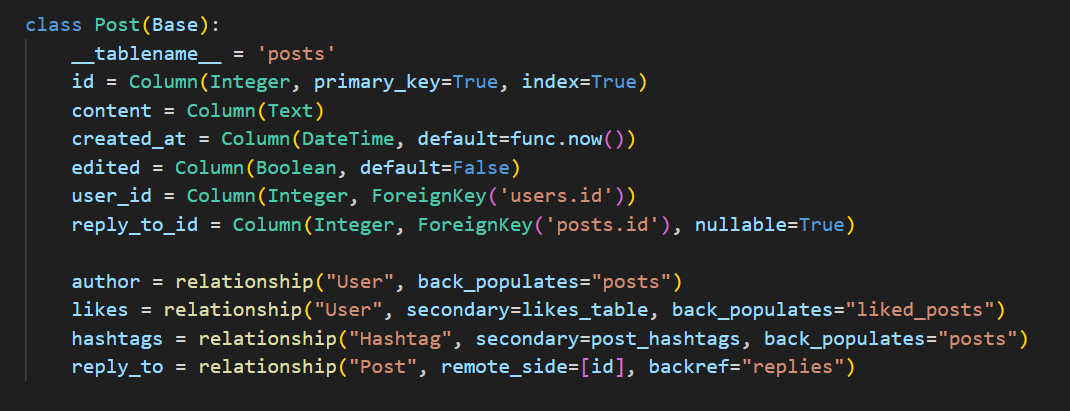 class Post(Base):
    __tablename__ = 'posts'
    id = Column(Integer, primary_key=True, index=True)
    content = Column(Text)
    created_at = Column(DateTime, default=func.now())
    edited = Column(Boolean, default=False)
    user_id = Column(Integer, ForeignKey('users.id'))
    reply_to_id = Column(Integer, ForeignKey('posts.id'), nullable=True)

    author = relationship("User", back_populates="posts")
    likes = relationship("User", secondary=likes_table, back_populates="liked_posts")
    hashtags = relationship("Hashtag", secondary=post_hashtags, back_populates="posts")
    reply_to = relationship("Post", remote_side=[id], backref="replies")